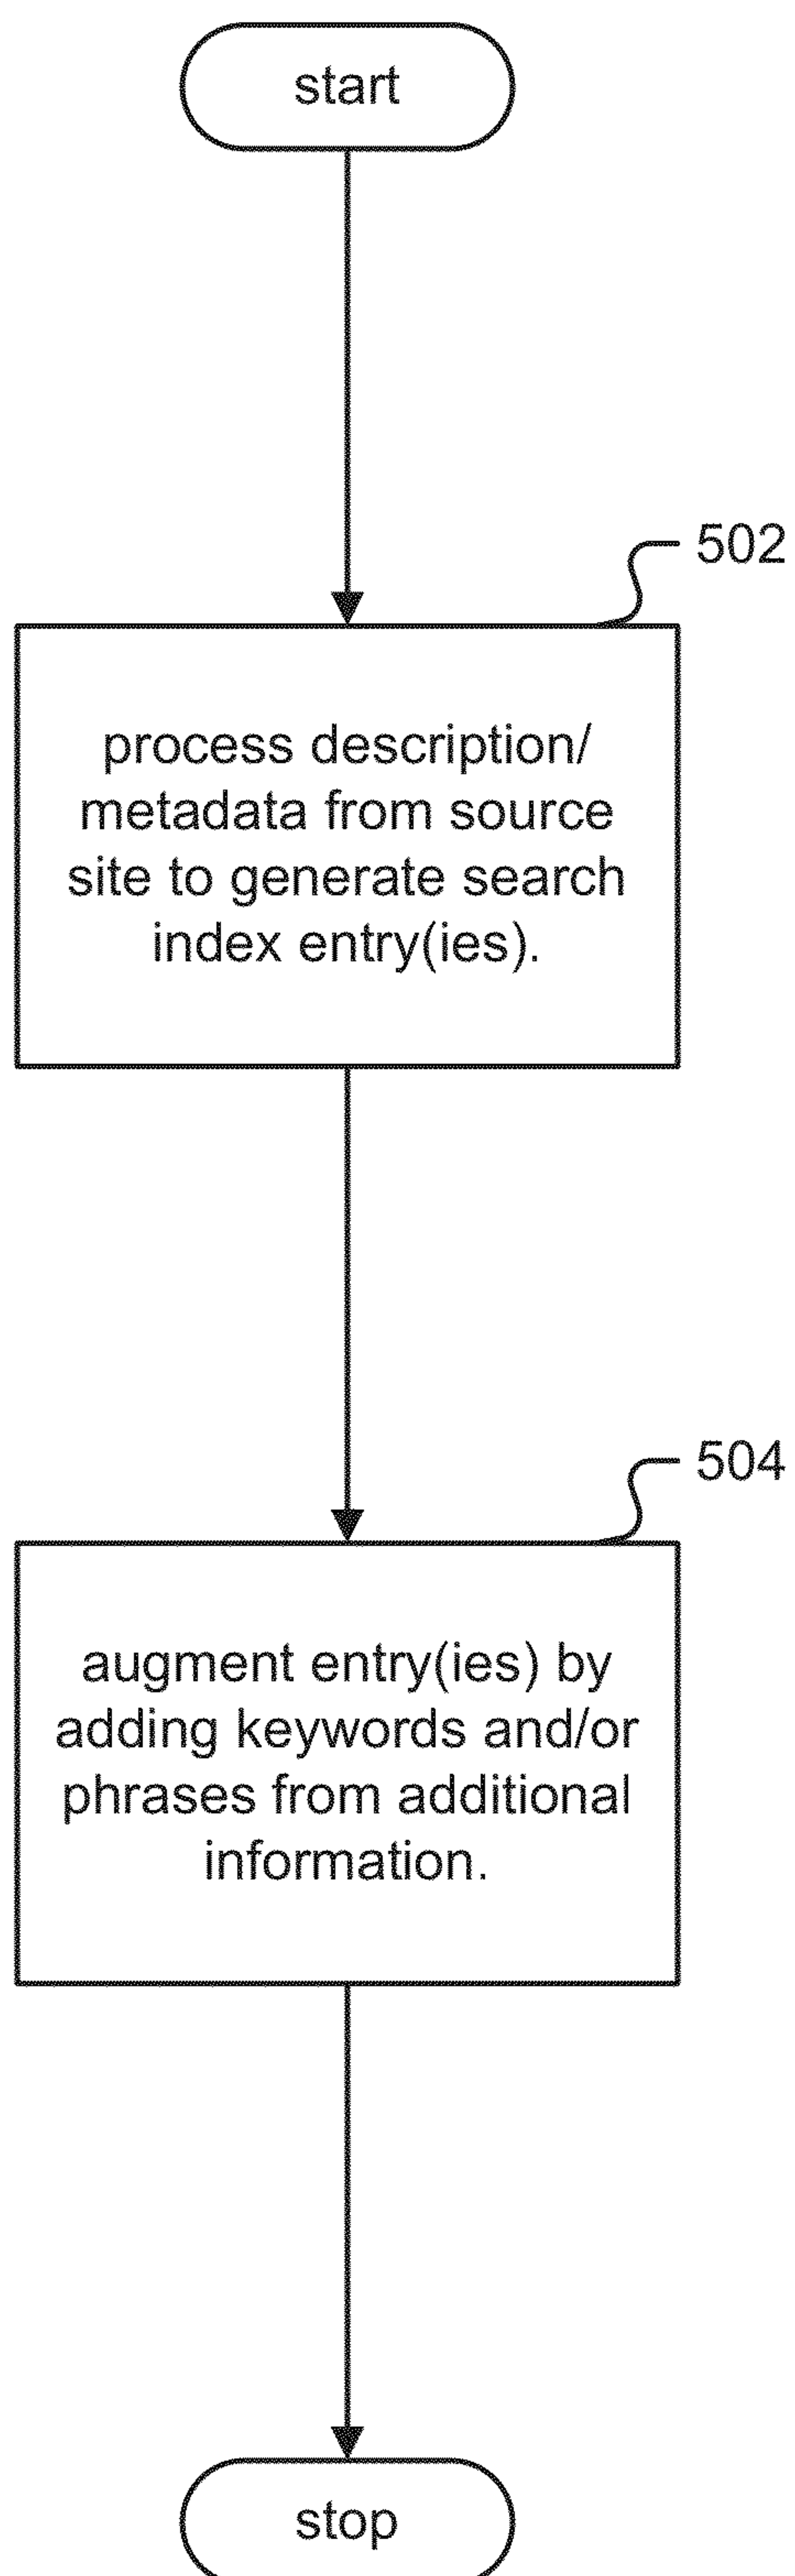 start
502
process description/
metadata from source
site to generate search
index entry(ies).
504
augment entry(ies) by
adding keywords and/or
phrases from additional
information.
stop